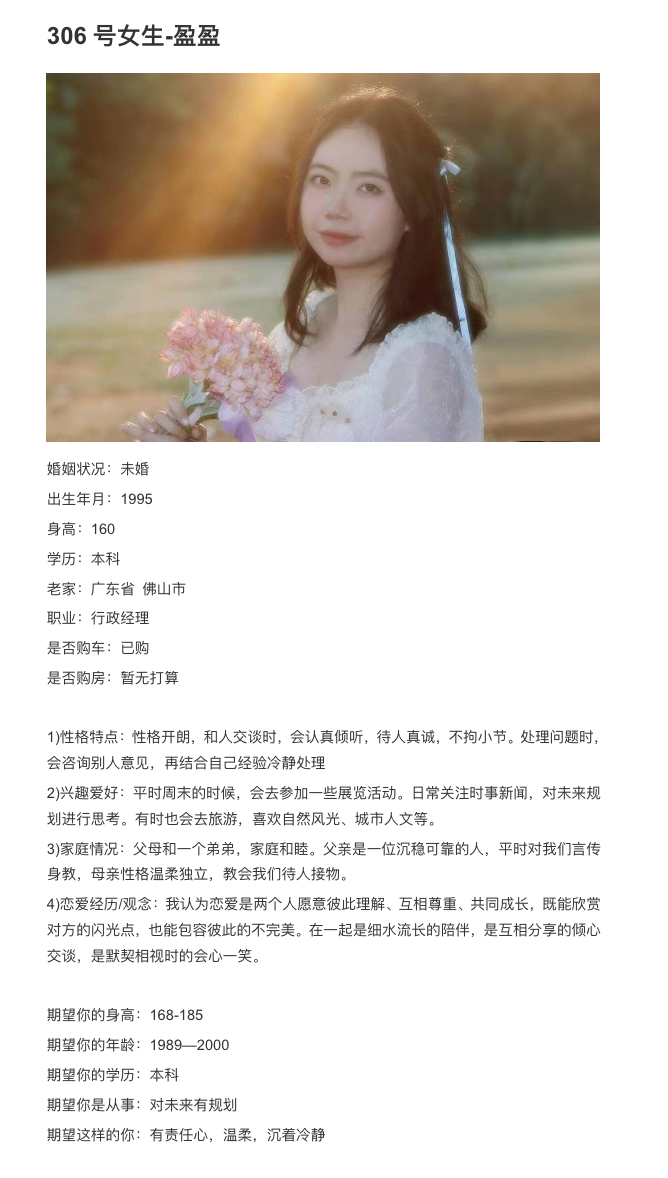 306 号女生-盈盈
婚姻状况：未婚
出生年月：1995
身高：160
学历：本科
老家：广东省 佛山市
职业：行政经理
是否购车：已购
是否购房：暂无打算
1)性格特点：性格开朗，和人交谈时，会认真倾听，待人真诚，不拘小节。处理问题时，
会咨询别人意见，再结合自己经验冷静处理
2)兴趣爱好：平时周末的时候，会去参加一些展览活动。日常关注时事新闻，对未来规
划进行思考。有时也会去旅游，喜欢自然风光、城市人文等。
3)家庭情况：父母和一个弟弟，家庭和睦。父亲是一位沉稳可靠的人，平时对我们言传
身教，母亲性格温柔独立，教会我们待人接物。
4)恋爱经历/观念：我认为恋爱是两个人愿意彼此理解、互相尊重、共同成长，既能欣赏
对方的闪光点，也能包容彼此的不完美。在一起是细水流长的陪伴，是互相分享的倾心
交谈，是默契相视时的会心一笑。
期望你的身高：168-185
期望你的年龄：1989—2000
期望你的学历：本科
期望你是从事：对未来有规划
期望这样的你：有责任心，温柔，沉着冷静